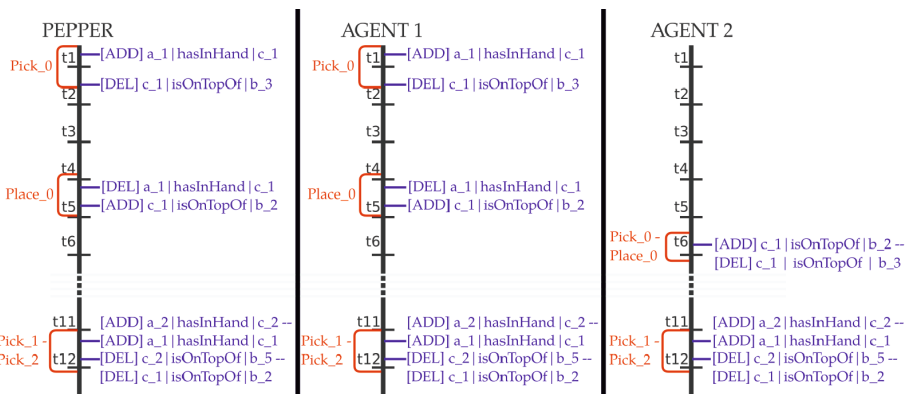 PEPPER
t1
[ADD] a_1|hasInHand|c_1
Pick_0
[DEL] c_1|isOnTopOf|b_3
t2
t3
t4
[DEL] a_1|hasInHand|c_1
Place_0
[ADD] c_1|isOnTopOf|b_2
t5
t6
t11
[ADD] a_2|hasInHand|c_2 --
Pick_1 -
[ADD] a_1|hasInHand|c_1
Pick_2
t12
[DEL] c_2|isOnTopOf|b_5 --
[DEL] c_1|isOnTopOf|b_2
AGENT 1
t1
[ADD] a_1|hasInHand|c_1
Pick_0
[DEL] c_1|isOnTopOf|b_3
t2
t3
t4
[DEL] a_1|hasInHand|c_1
Place_0
[ADD] c_1|isOnTopOf|b_2
t5
t6
t11
[ADD] a_2|hasInHand|c_2 --
Pick_1 -
[ADD] a_1|hasInHand|c_1
Pick_2
t12
[DEL] c_2|isOnTopOf|b_5 --
[DEL] c_1|isOnTopOf|b_2
AGENT 2
t1
t2
t3
t4
t5
Pick_0 -
t6
[ADD] c_1|isOnTopOf|b_2 --
Place_0
[DEL] c_1 | isOnTopOf | b_3
t11
[ADD] a_2|hasInHand|c_2 --
Pick_1 -
[ADD] a_1|hasInHand|c_1
Pick_2
t12
[DEL] c_2|isOnTopOf|b_5 --
[DEL] c_1|isOnTopOf|b_2